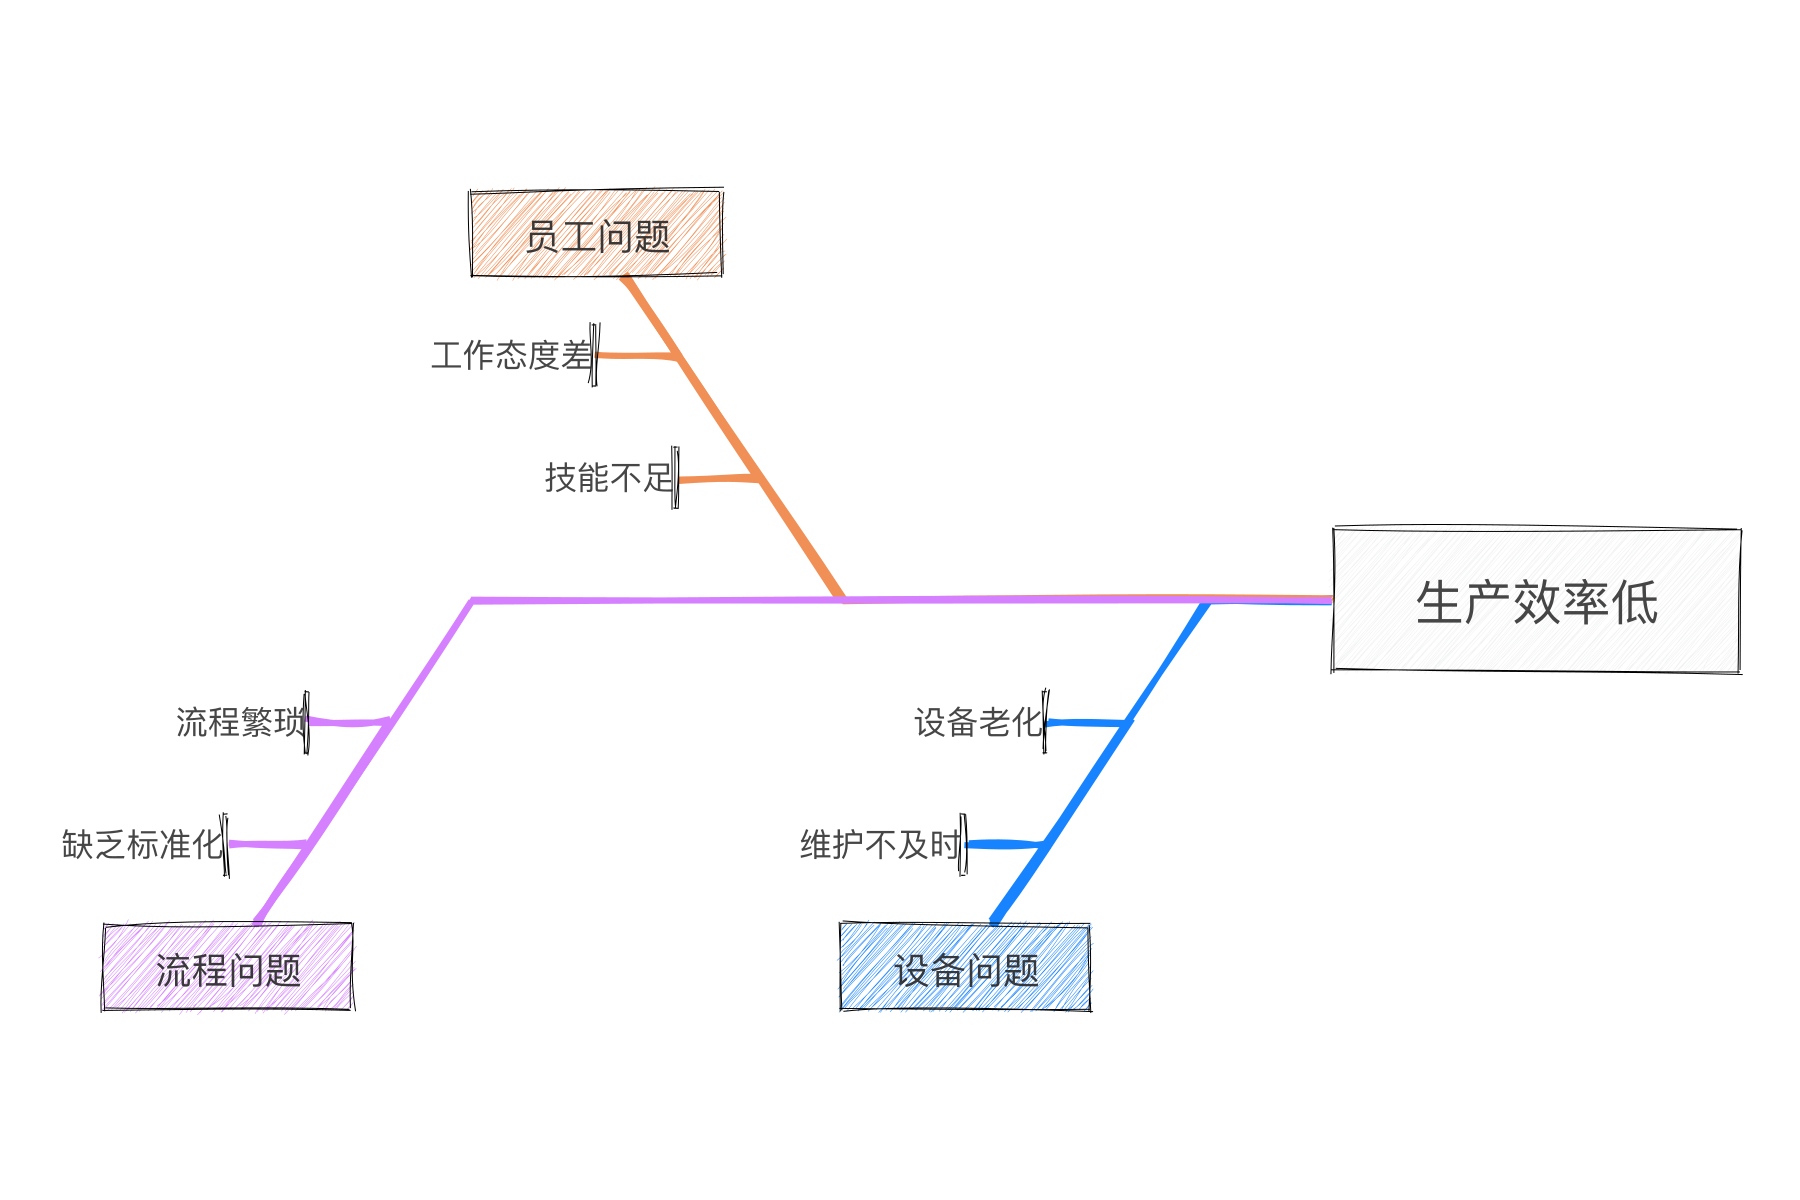 员工问题
工作态度差
技能不足
生产效率低
流程繁琐
缺乏标准化
流程问题
设备老化
维护不及时
设备问题